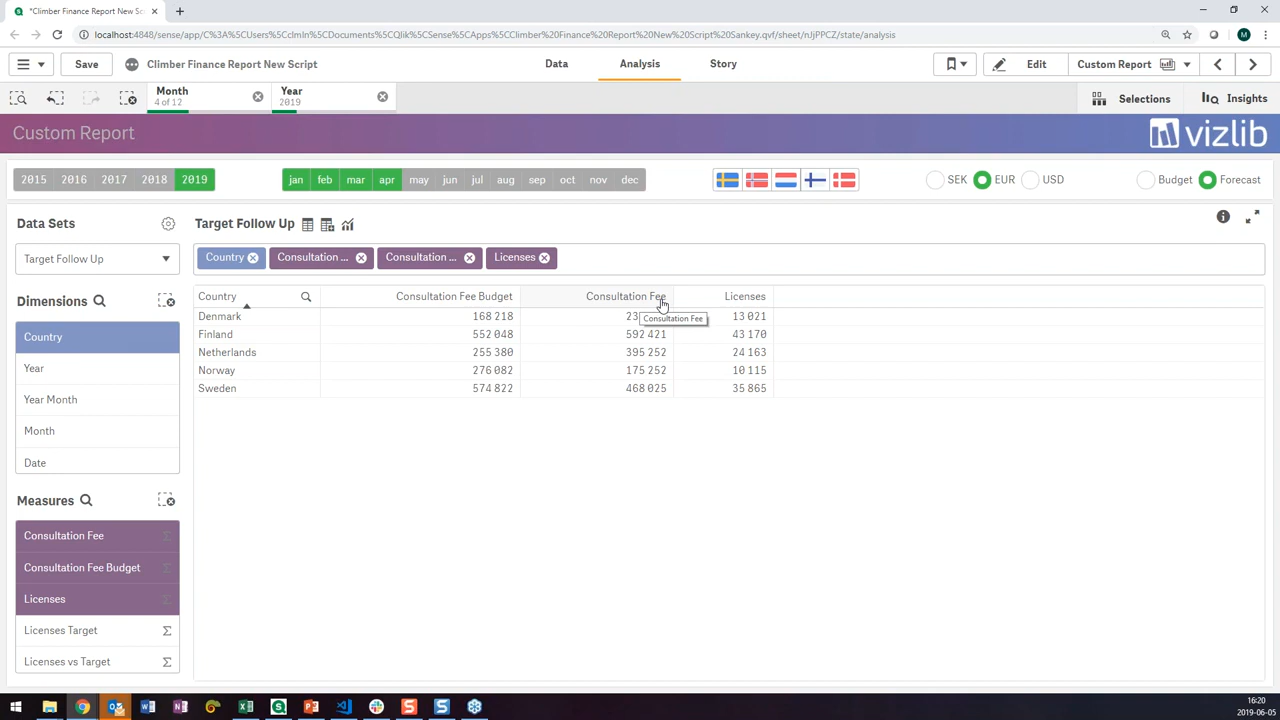 *Climber Finance Report New Scr
localhost:4848/sense/app/C%3A%5CUsers%5Cclmln%5CDocuments%5CQlik%5CSense%5CApps%5CClimber%20Finance%20Report%20New%20Script%20Sankey.qvf/sheet/nJjPPCZ/state/analysis
M
Save
Climber Finance Report New Script
Data
Analysis
Story
Edit
Custom Report
Month
4 of 12
Year
2019
Selections
Insights
Custom Report
vizlib
2015 2016 2017 2018 2019
jan feb mar apr may jun jul aug sep oct nov dec
SEK EUR USD
Budget Forecast
Data Sets
Target Follow Up
Target Follow Up
Country Consultation ... Consultation ... Licenses
Dimensions
Country
Year
Year Month
Month
Date
Measures
Consultation Fee
Consultation Fee Budget
Licenses
Licenses Target
Licenses vs Target
Country Consultation Fee Budget Consultation Fee Licenses
Denmark 168 218 23 13 021
Consultation Fee
Finland 552 048 592 421 43 170
Netherlands 255 380 395 252 24 163
Norway 276 082 175 252 10 115
Sweden 574 822 468 025 35 865
16:20
2019-06-05